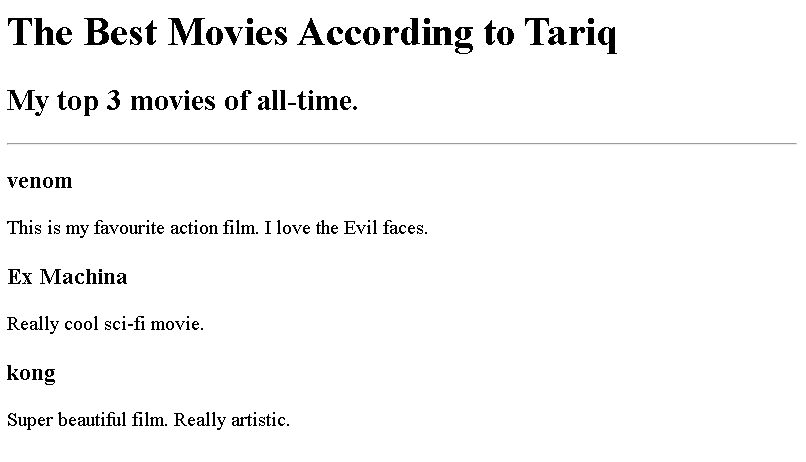 The Best Movies According to Tariq
My top 3 movies of all-time.
venom
This is my favourite action film. I love the Evil faces.
Ex Machina
Really cool sci-fi movie.
kong
Super beautiful film. Really artistic.